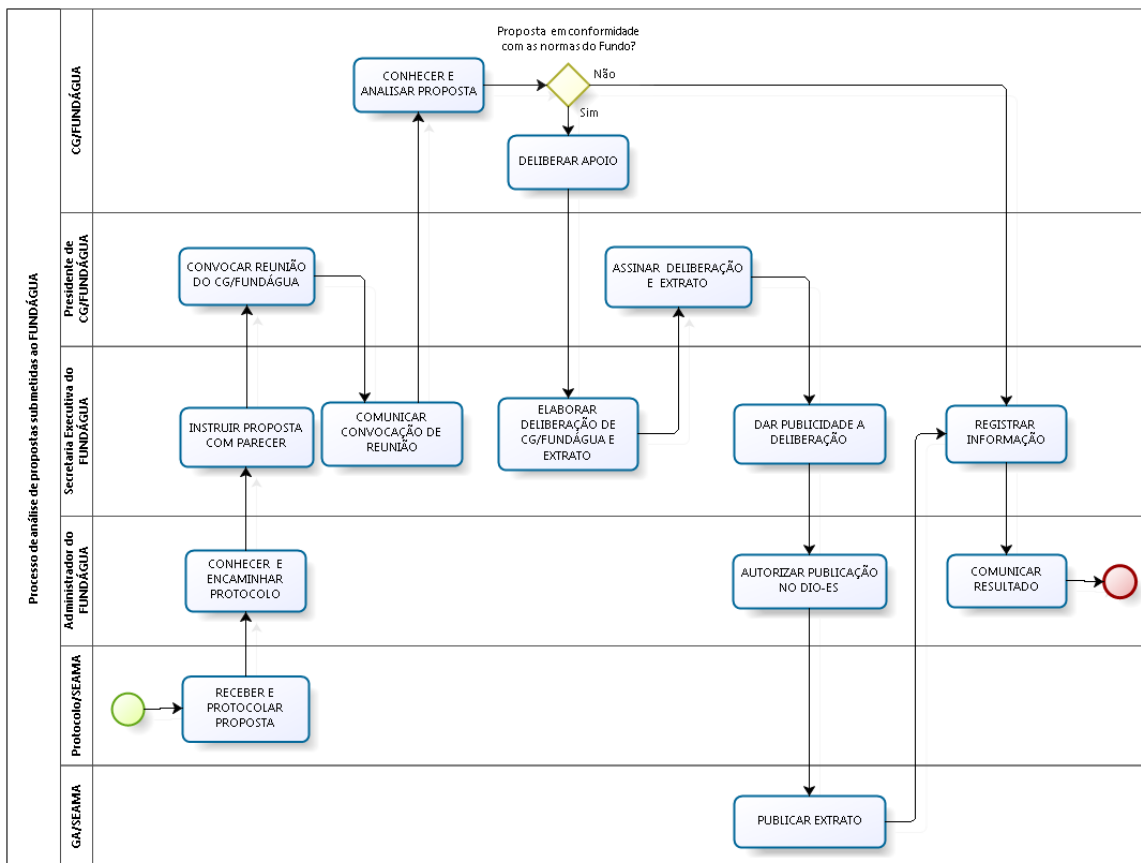 Processo de análise de propostas submetidas ao FUNDÁGUA
CG/FUNDÁGUA
Proposta em conformidade
com as normas do Fundo?
CONHECER E
ANALISAR PROPOSTA
Não
Sim
DELIBERAR APOIO
Presidente de
CG/FUNDÁGUA
CONVOCAR REUNIÃO
DO CG/FUNDÁGUA
ASSINAR DELIBERAÇÃO
E EXTRATO
Secretaria Executiva do
FUNDÁGUA
INSTRUIR PROPOSTA
COM PARECER
COMUNICAR
CONVOCAÇÃO DE
REUNIÃO
ELABORAR
DELIBERAÇÃO DE
CG/FUNDÁGUA E
EXTRATO
DAR PUBLICIDADE A
DELIBERAÇÃO
REGISTRAR
INFORMAÇÃO
Administrador do
FUNDÁGUA
CONHECER E
ENCAMINHAR
PROTOCOLO
AUTORIZAR PUBLICAÇÃO
NO DIO-ES
COMUNICAR
RESULTADO
Protocolo/SEAMA
RECEBER E
PROTOCOLAR
PROPOSTA
GA/SEAMA
PUBLICAR EXTRATO